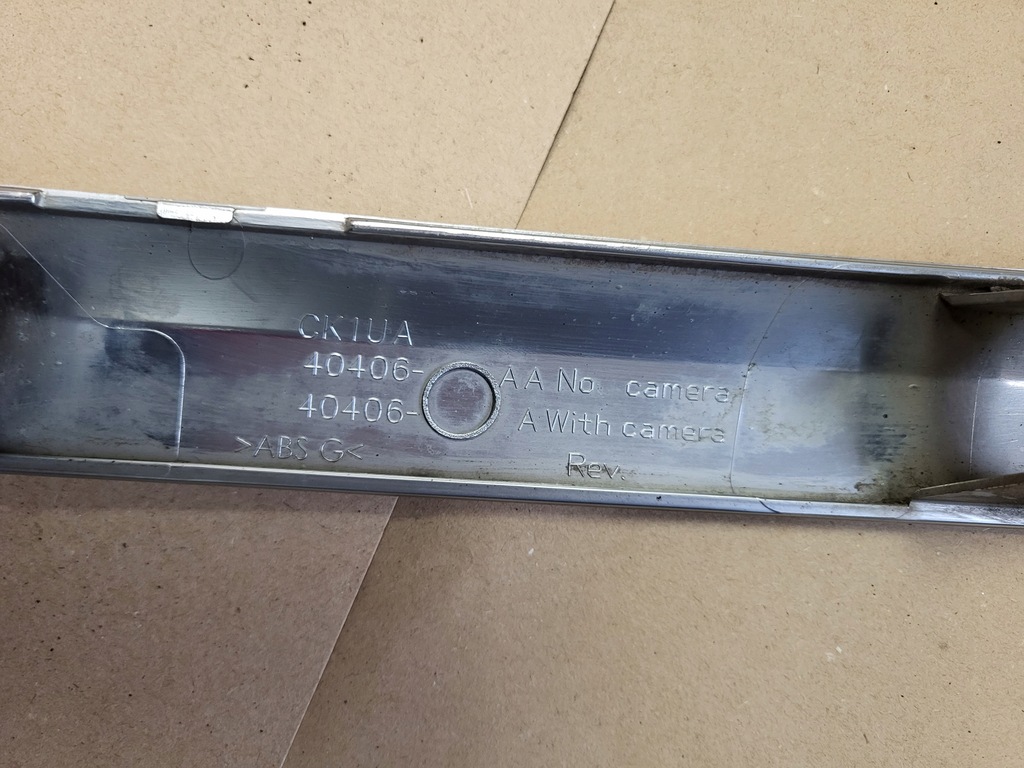 CK1UA
40406- AA No camera
40406- A With camera
>ABS G<
Rev.